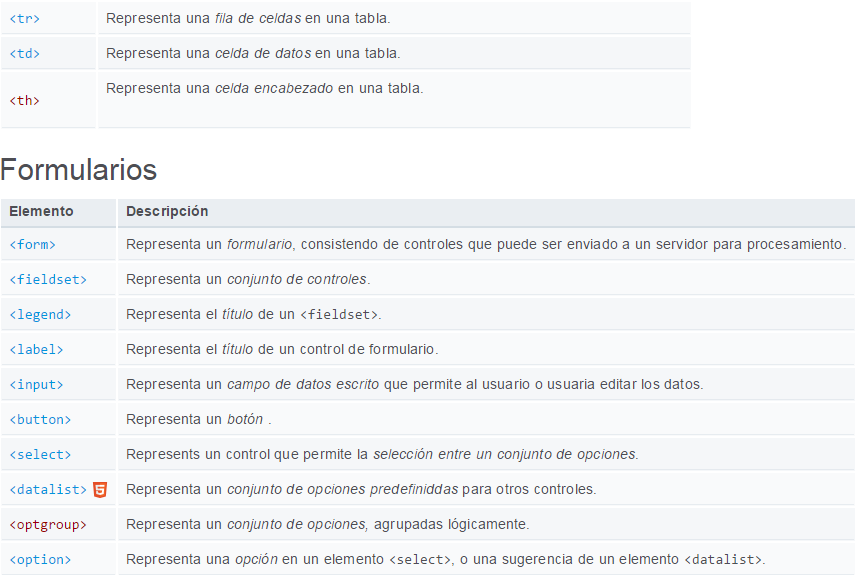 <tr> Representa una fila de celdas en una tabla.
<td> Representa una celda de datos en una tabla.
<th> Representa una celda encabezado en una tabla.
Formularios
Elemento Descripción
<form> Representa un formulario, consistendo de controles que puede ser enviado a un servidor para procesamiento.
<fieldset> Representa un conjunto de controles.
<legend> Representa el título de un <fieldset>.
<label> Representa el título de un control de formulario.
<input> Representa un campo de datos escrito que permite al usuario o usuaria editar los datos.
<button> Representa un botón .
<select> Represents un control que permite la selección entre un conjunto de opciones.
<datalist> 5 Representa un conjunto de opciones predefiniddas para otros controles.
<optgroup> Representa un conjunto de opciones, agrupadas lógicamente.
<option> Representa una opción en un elemento <select>, o una sugerencia de un elemento <datalist>.